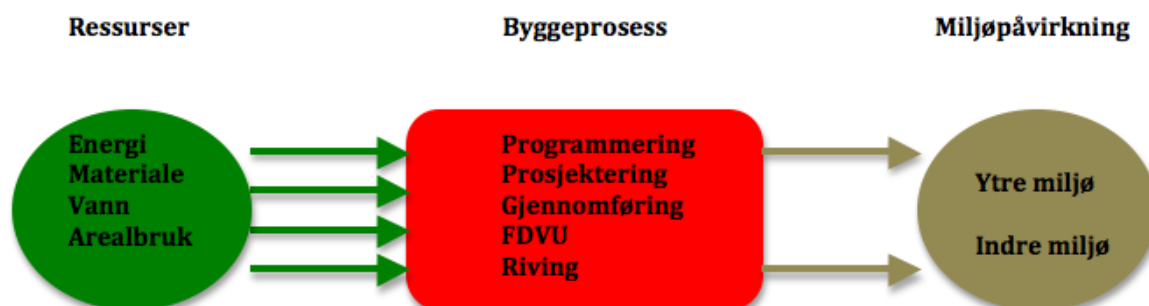 Ressurser
Byggeprosess
Miljøpåvirkning
Energi
Materiale
Vann
Arealbruk
Programmering
Prosjektering
Gjennomføring
FDVU
Riving
Ytre miljø
Indre miljø